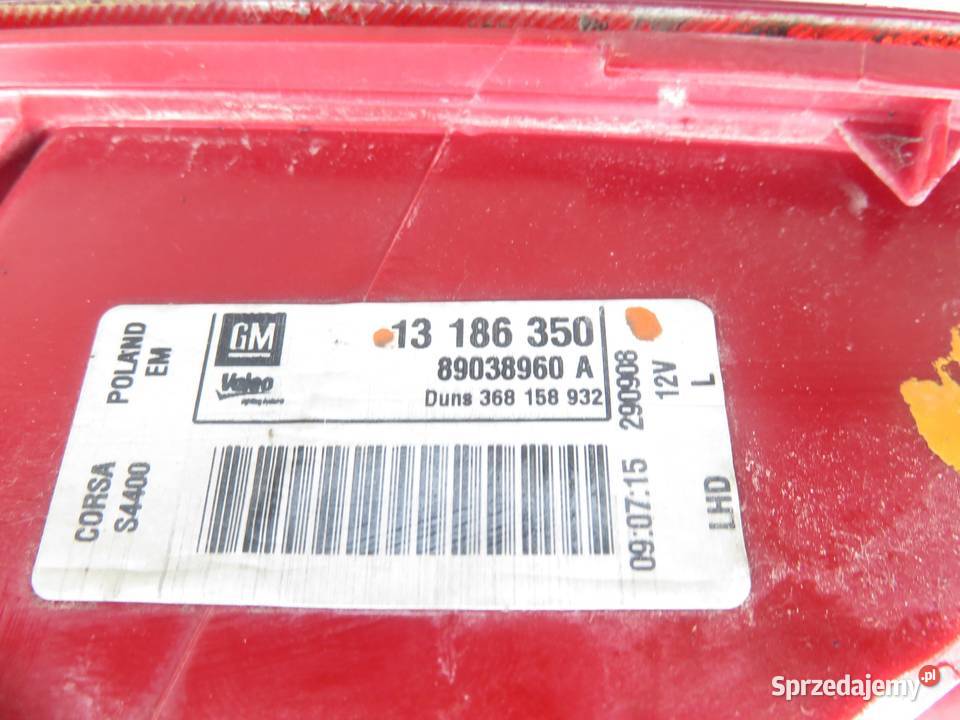 POLAND
EM
GM
Valeo
13 186 350
89038960 A
Duns 368 158 932
CORSA
S4400
09:07:15 290908
12V
LHD L
Sprzedajemy.pl